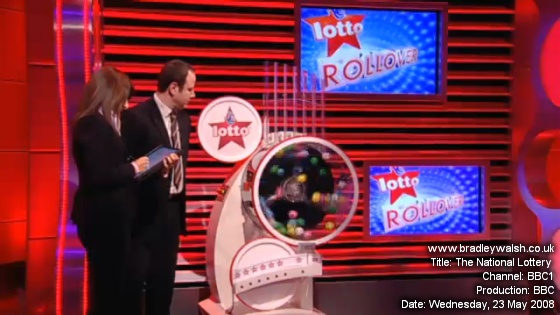 lotto
ROLLOVER
lotto
lotto
ROLLOVER
www.bradleywalsh.co.uk
Title: The National Lottery
Channel: BBC1
Production: BBC
Date: Wednesday, 23 May 2008